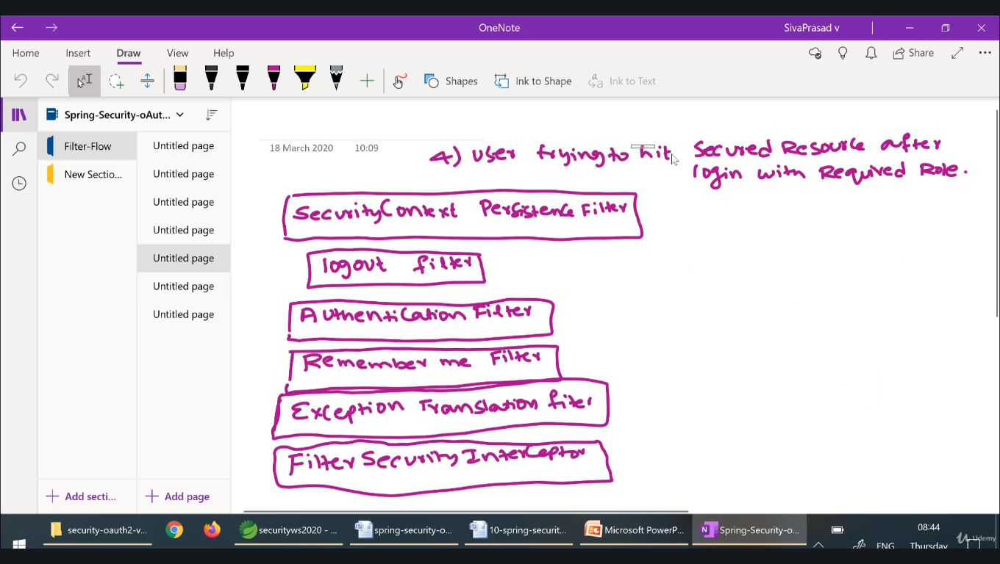 OneNote
SivaPrasad v
Home Insert Draw View Help
Share
Shapes
Ink to Shape
Ink to Text
Spring-Security-oAut...
Filter-Flow
New Sectio...
Untitled page
Untitled page
Untitled page
Untitled page
Untitled page
Untitled page
Untitled page
Add secti...
Add page
18 March 2020 10:09
4) User trying to hit Secured Resource after
login with Required Role.
SecurityContext Persistence Filter
logout filter
Authentication Filter
Remember me Filter
Exception Translation fiter
Filter Security Interceptor
security-oauth2-v...
securityws2020 - ...
spring-security-o...
10-spring-securit...
Microsoft PowerP...
Spring-Security-o...
ENG
08:44
Thursday
Udemy